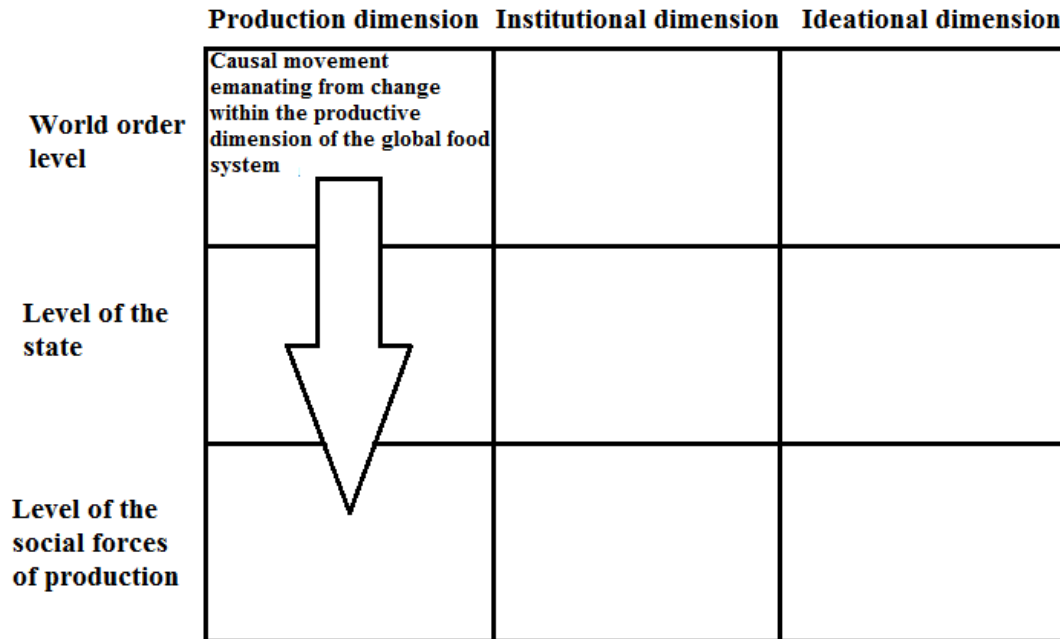 Production dimension Institutional dimension Ideational dimension
Causal movement
emanating from change
within the productive
dimension of the global food
system
World order
level
Level of the
state
Level of the
social forces
of production